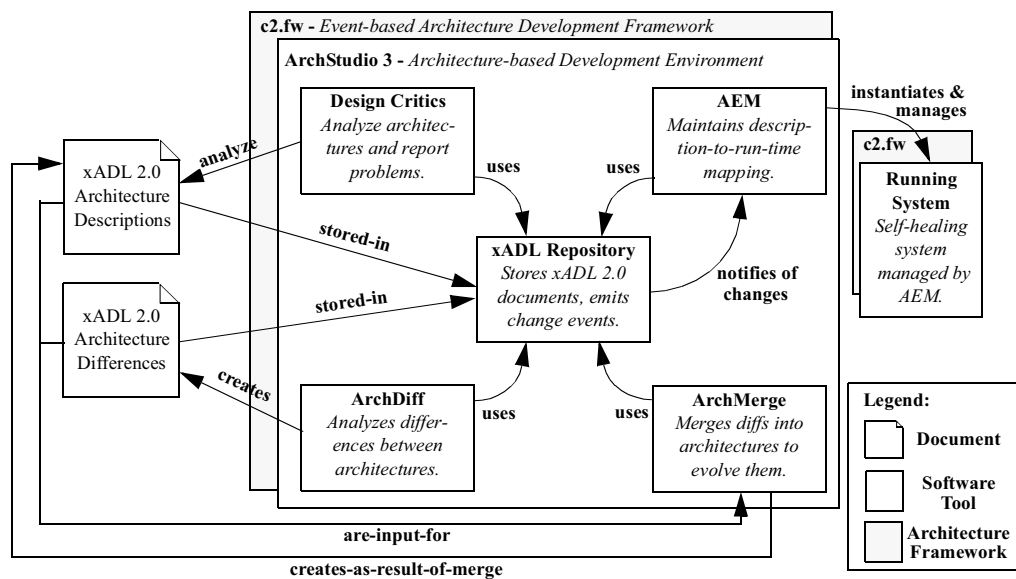 c2.fw - Event-based Architecture Development Framework
ArchStudio 3 - Architecture-based Development Environment
Design Critics
Analyze architec-
tures and report
problems.
AEM
Maintains descrip-
tion-to-run-time
mapping.
instantiates &
manages
c2.fw
Running
System
Self-healing
system
managed by
AEM.
xADL 2.0
Architecture
Descriptions
analyze
uses
uses
stored-in
xADL Repository
Stores xADL 2.0
documents, emits
change events.
notifies of
changes
stored-in
xADL 2.0
Architecture
Differences
creates
ArchDiff
Analyzes differ-
ences between
architectures.
uses
uses
ArchMerge
Merges diffs into
architectures to
evolve them.
are-input-for
creates-as-result-of-merge
Legend:
Document
Software
Tool
Architecture
Framework